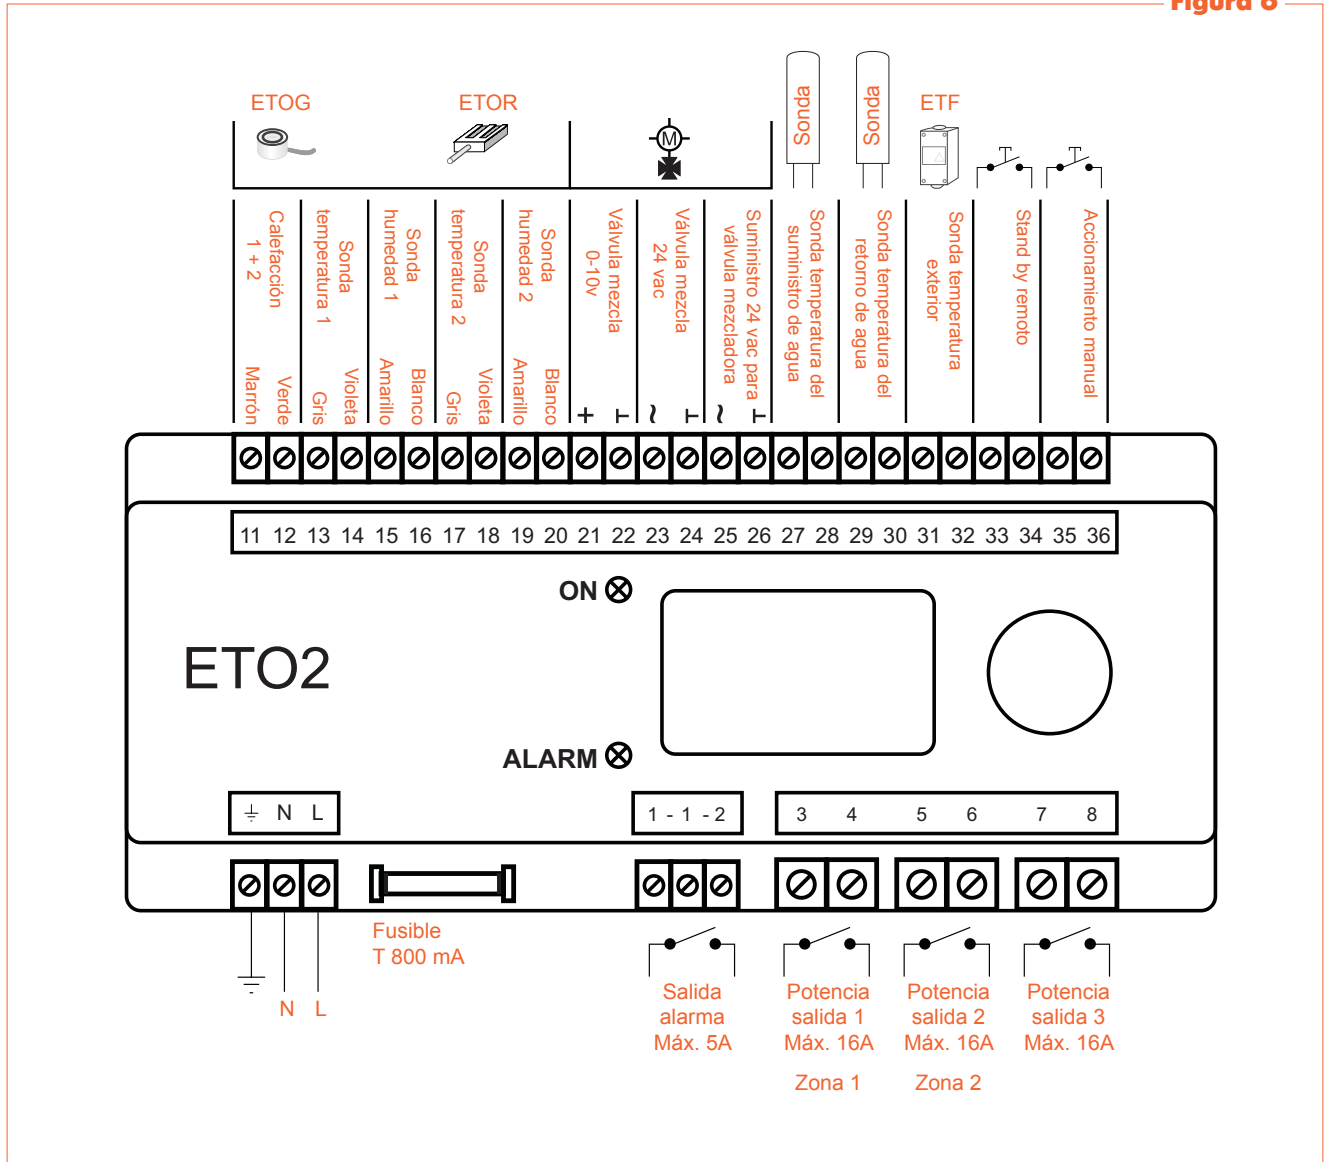 Figura 6
ETOG
ETOR
M
Sonda
Sonda
ETF
Calefacción
1 + 2
Sonda
temperatura 1
Sonda
humedad 1
Sonda
temperatura 2
Sonda
humedad 2
Válvula mezcla
0-10v
Válvula mezcla
24 vac
Suministro 24 vac para
válvula mezcladora
Sonda temperatura del
suministro de agua
Sonda temperatura del
retorno de agua
Sonda temperatura
exterior
Stand by remoto
Accionamiento manual
Marrón
Verde
Gris
Violeta
Amarillo
Blanco
Gris
Violeta
Amarillo
Blanco
+
~
~
11 12 13 14 15 16 17 18 19 20 21 22 23 24 25 26 27 28 29 30 31 32 33 34 35 36
ON
ETO2
ALARM
N L
1 - 1 - 2
3 4 5 6 7 8
Fusible
T 800 mA
N L
Salida
alarma
Máx. 5A
Potencia
salida 1
Máx. 16A
Zona 1
Potencia
salida 2
Máx. 16A
Zona 2
Potencia
salida 3
Máx. 16A